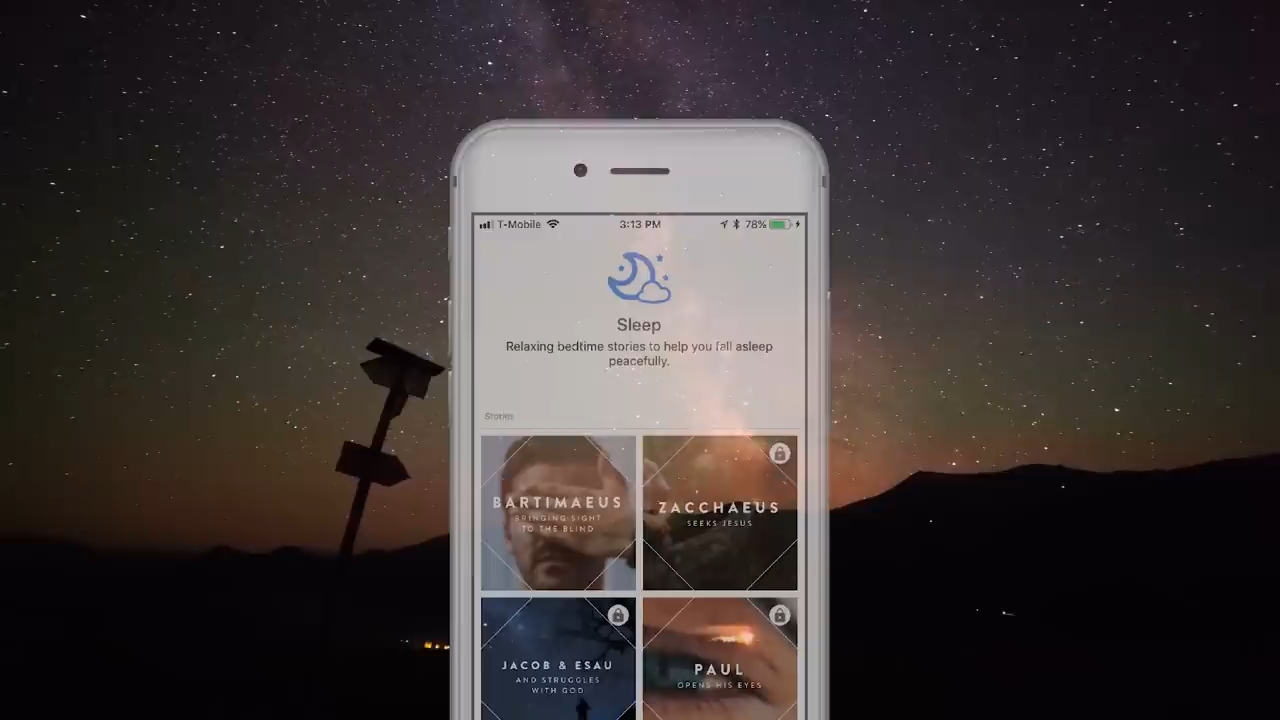 T-Mobile 3:13 PM 78%
Sleep
Relaxing bedtime stories to help you fall asleep
peacefully.
Stories
BARTIMAEUS
BRINGING SIGHT
TO THE BLIND
ZACCHAEUS
SEEKS JESUS
JACOB & ESAU
AND STRUGGLES
WITH GOD
PAUL
OPENS HIS EYES